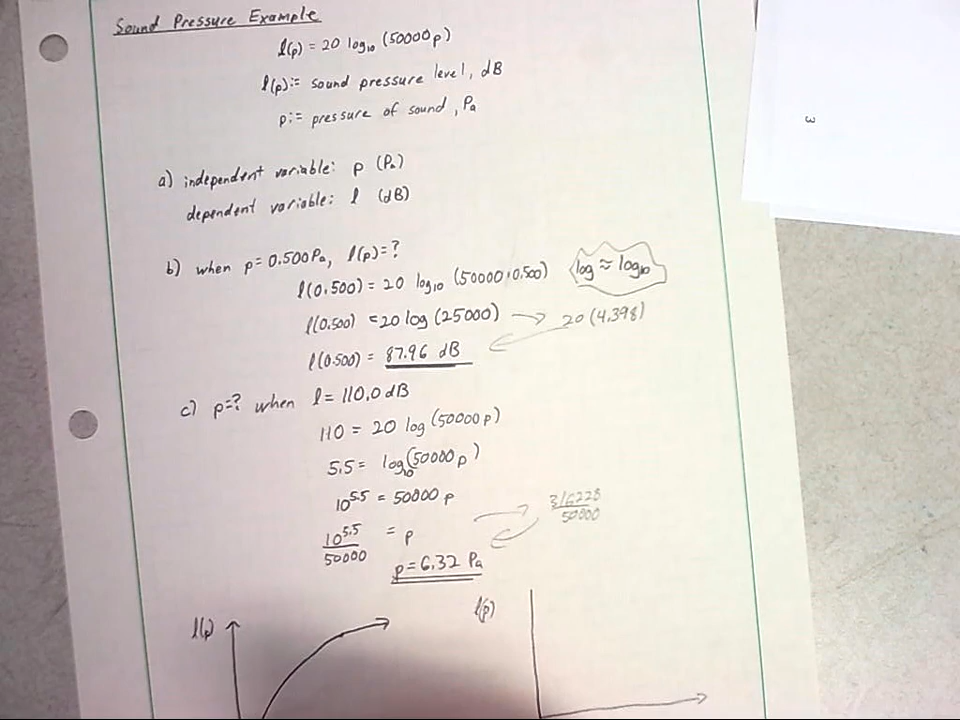 Sound Pressure Example
l(p) = 20 log₁₀ (50000p)
l(p):= sound pressure level, dB
p:= pressure of sound, Pa
a) independent variable: p (Pa)
dependent variable: l (dB)
b) when p= 0.500Pa, l(p)=?
l(0.500) = 20 log₁₀ (50000·0.500)
log ≈ log₁₀
l(0.500) = 20 log (25000) → 20 (4.398)
l(0.500) = 87.96 dB
c) p=? when l= 110.0 dB
110 = 20 log (50000p)
5.5 = log₁₀(50000p)
10^5.5 = 50000 p
10^5.5/50000 = p
316228/50000
p=6.32 Pa
l(p)
l(p)
3